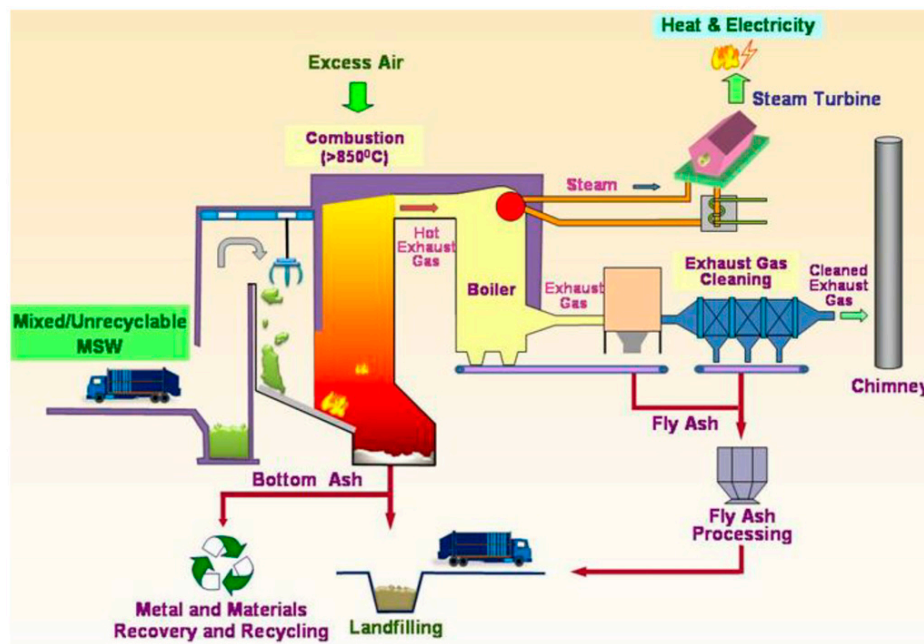 Heat & Electricity
Excess Air
Steam Turbine
Combustion
(>850⁰C)
Steam
Hot
Exhaust
Gas
Boiler
Exhaust
Gas
Exhaust Gas
Cleaning
Cleaned
Exhaust
Gas
Mixed/Unrecyclable
MSW
Chimney
Fly Ash
Bottom Ash
Fly Ash
Processing
Metal and Materials
Recovery and Recycling
Landfilling